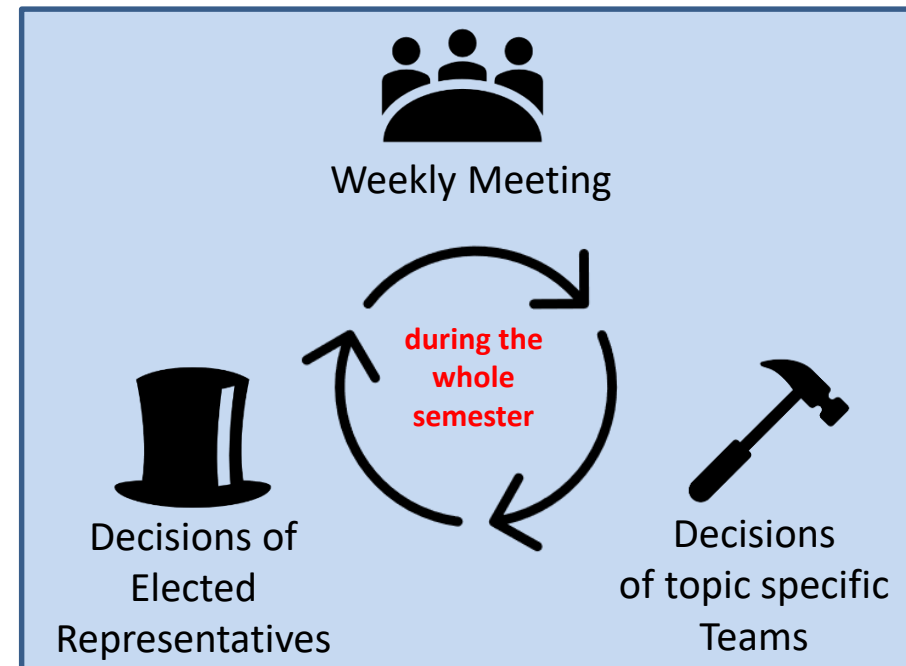 Weekly Meeting
during the
whole
semester
Decisions of
Elected
Representatives
Decisions
of topic specific
Teams